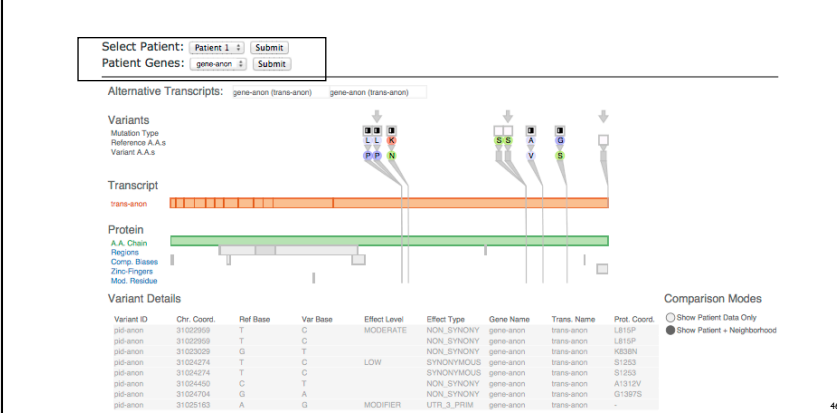 Select Patient: Patient 1 Submit
Patient Genes: gene-anon Submit
Alternative Transcripts: gene-anon (trans-anon) gene-anon (trans-anon)
Variants
Mutation Type
Reference A.A.s L L K S S A G
Variant A.A.s P P N V S
Transcript
trans-anon
Protein
A.A. Chain
Regions
Comp. Biases
Zinc-Fingers
Mod. Residue
Variant Details
Variant ID Chr. Coord. Ref Base Var Base Effect Level Effect Type Gene Name Trans. Name Prot. Coord.
pid-anon 31022959 T C MODERATE NON_SYNONY gene-anon trans-anon L815P
pid-anon 31022959 T C NON_SYNONY gene-anon trans-anon L815P
pid-anon 31023029 G T NON_SYNONY gene-anon trans-anon K838N
pid-anon 31024274 T C LOW SYNONYMOUS gene-anon trans-anon S1253
pid-anon 31024274 T C SYNONYMOUS gene-anon trans-anon S1253
pid-anon 31024450 C T NON_SYNONY gene-anon trans-anon A1312V
pid-anon 31024704 G A NON_SYNONY gene-anon trans-anon G1397S
pid-anon 31025163 A G MODIFIER UTR_3_PRIM gene-anon trans-anon -
Comparison Modes
Show Patient Data Only
Show Patient + Neighborhood